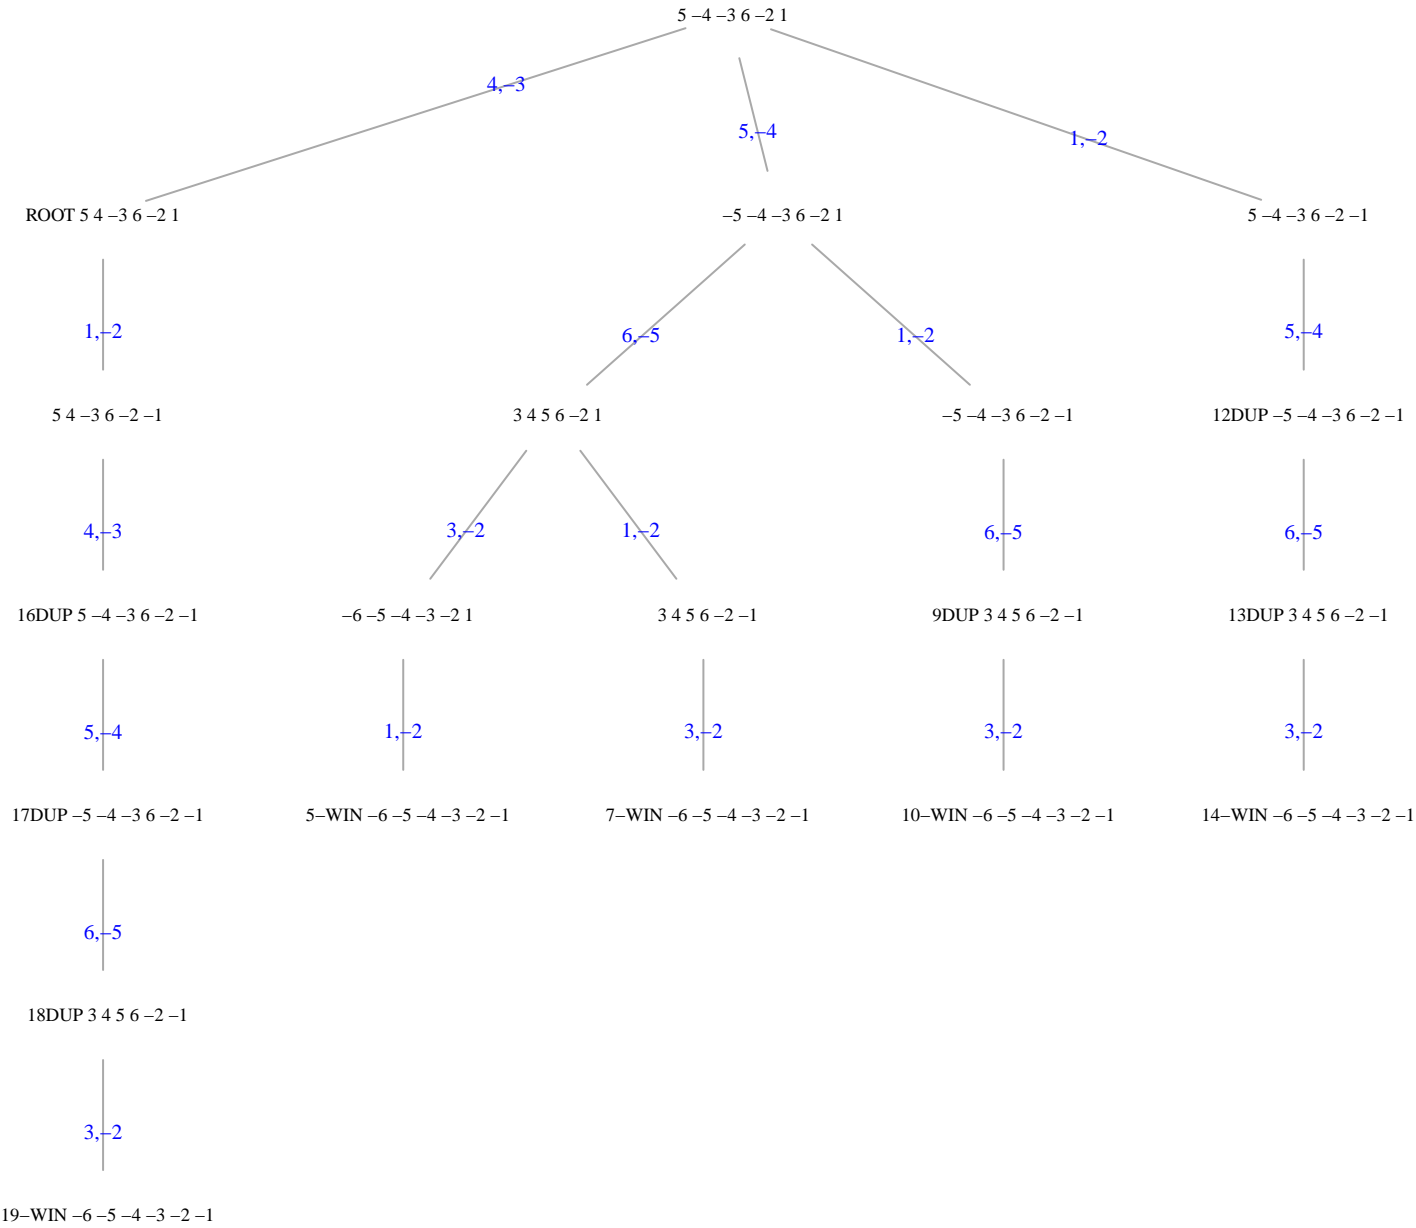 5 –4 –3 6 –2 1
4,–3
5,–4
1,–2
ROOT 5 4 –3 6 –2 1
–5 –4 –3 6 –2 1
5 –4 –3 6 –2 –1
1,–2
6,–5
1,–2
5,–4
5 4 –3 6 –2 –1
3 4 5 6 –2 1
–5 –4 –3 6 –2 –1
12DUP –5 –4 –3 6 –2 –1
4,–3
3,–2
1,–2
6,–5
6,–5
16DUP 5 –4 –3 6 –2 –1
–6 –5 –4 –3 –2 1
3 4 5 6 –2 –1
9DUP 3 4 5 6 –2 –1
13DUP 3 4 5 6 –2 –1
5,–4
1,–2
3,–2
3,–2
3,–2
17DUP –5 –4 –3 6 –2 –1
5–WIN –6 –5 –4 –3 –2 –1
7–WIN –6 –5 –4 –3 –2 –1
10–WIN –6 –5 –4 –3 –2 –1
14–WIN –6 –5 –4 –3 –2 –1
6,–5
18DUP 3 4 5 6 –2 –1
3,–2
19–WIN –6 –5 –4 –3 –2 –1